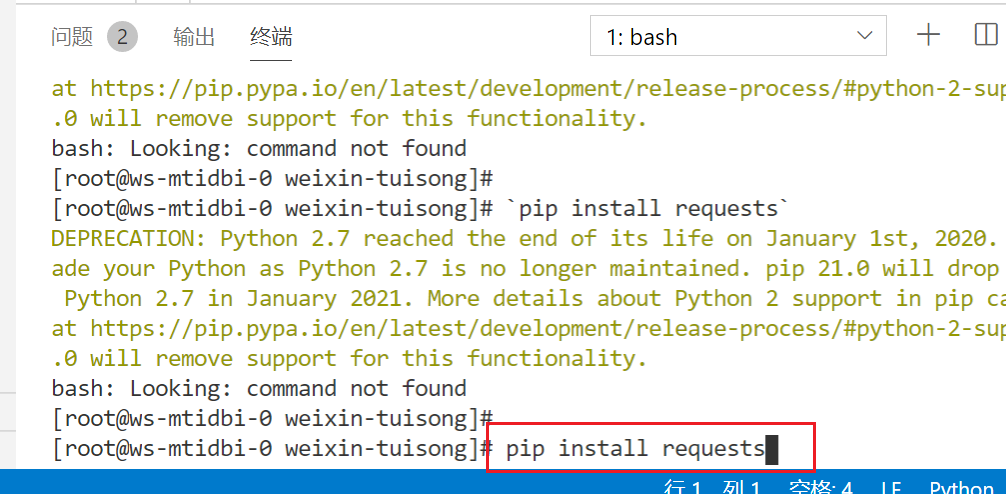 问题 2 输出 终端 1: bash
at https://pip.pypa.io/en/latest/development/release-process/#python-2-sup
.0 will remove support for this functionality.
bash: Looking: command not found
[root@ws-mtidbi-0 weixin-tuisong]#
[root@ws-mtidbi-0 weixin-tuisong]# `pip install requests`
DEPRECATION: Python 2.7 reached the end of its life on January 1st, 2020.
ade your Python as Python 2.7 is no longer maintained. pip 21.0 will drop
Python 2.7 in January 2021. More details about Python 2 support in pip ca
at https://pip.pypa.io/en/latest/development/release-process/#python-2-sup
.0 will remove support for this functionality.
bash: Looking: command not found
[root@ws-mtidbi-0 weixin-tuisong]#
[root@ws-mtidbi-0 weixin-tuisong]# pip install requests
行 1，列 1 空格: 4 LF Python